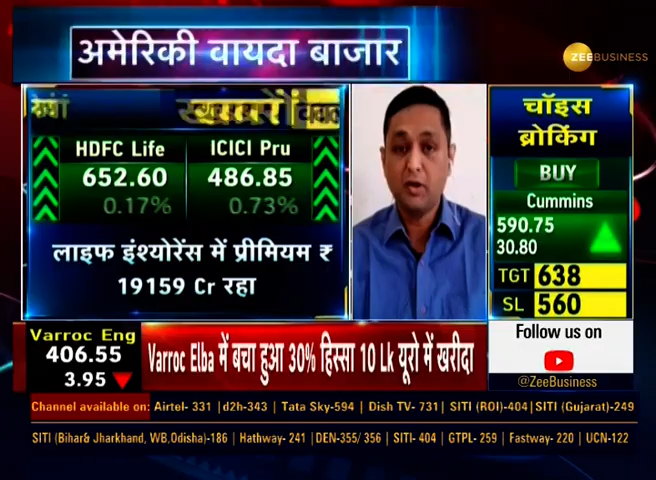 अमेरिकी वायदा बाजार
ZEEBUSINESS
खबरों
HDFC Life
652.60
0.17%
ICICI Pru
486.85
0.73%
लाइफ इंश्योरेंस में प्रीमियम ₹
19159 Cr रहा
चॉइस
ब्रोकिंग
BUY
Cummins
590.75
30.80
TGT 638
SL 560
Varroc Eng
406.55
3.95
Varroc Elba में बचा हुआ 30% हिस्सा 10 Lk यूरो में खरीदा
Follow us on
@ZeeBusiness
Channel available on: Airtel- 331 | d2h-343 | Tata Sky-594 | Dish TV- 731| SITI (ROI)-404|SITI (Gujarat)-249
SITI (Bihar& Jharkhand, WB,Odisha)-186 | Hathway- 241 |DEN-355/ 356 | SITI- 404 | GTPL- 259 | Fastway- 220 | UCN-122